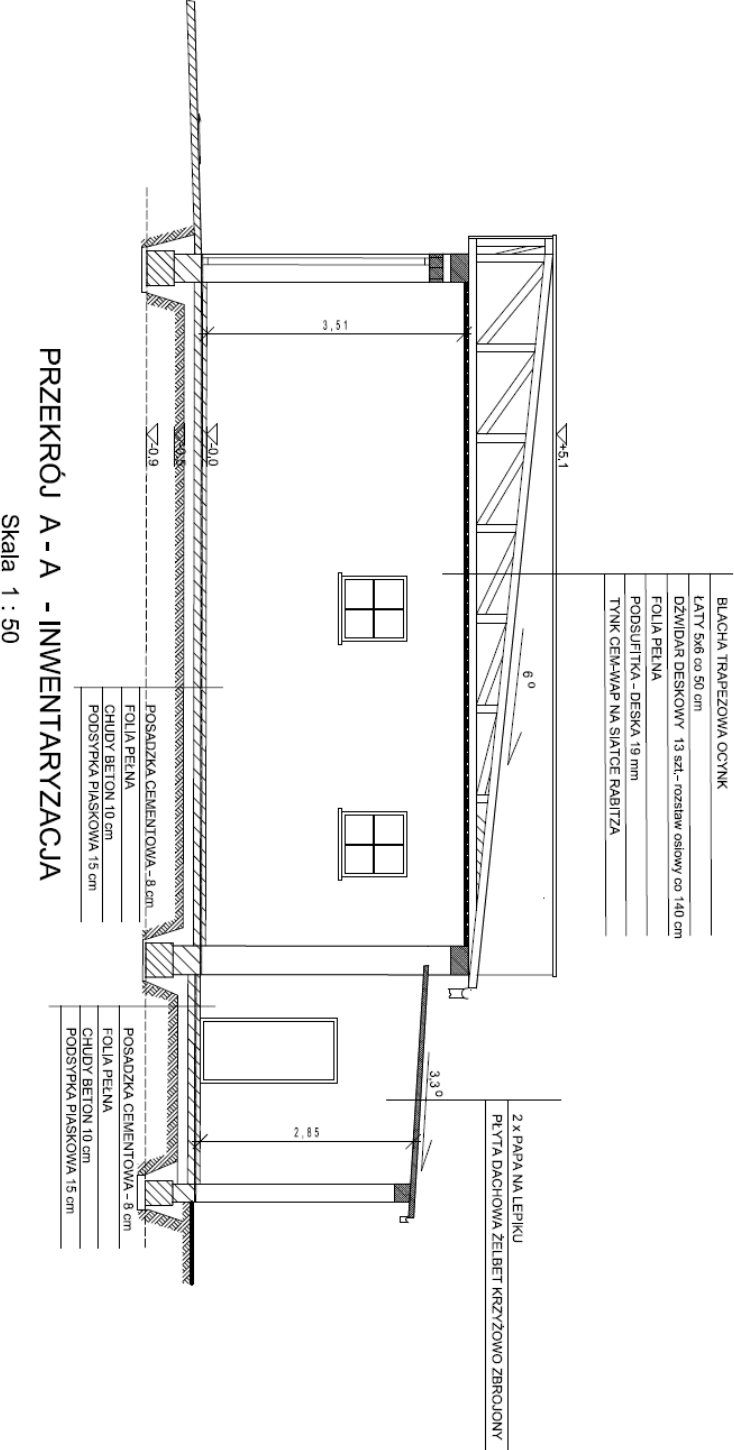 BLACHA TRAPEZOWA OCYNK
ŁATY 5x6 co 50 cm
DŹWIDAR DESKOWY 13 szt,- rozstaw osiowy co 140 cm
FOLIA PEŁNA
PODSUFITKA - DESKA 19 mm
TYNK CEM-WAP NA SIATCE RABITZA
2 x PAPA NA LEPIKU
PŁYTA DACHOWA ŻELBET KRZYŻOWO ZBROJONY
+5,1
6°
3,3°
3,51
2,85
-0,0
-0,9
POSADZKA CEMENTOWA - 8 cm
FOLIA PEŁNA
CHUDY BETON 10 cm
PODSYPKA PIASKOWA 15 cm
POSADZKA CEMENTOWA - 8 cm
FOLIA PEŁNA
CHUDY BETON 10 cm
PODSYPKA PIASKOWA 15 cm
PRZEKRÓJ A - A - INWENTARYZACJA
Skala 1 : 50